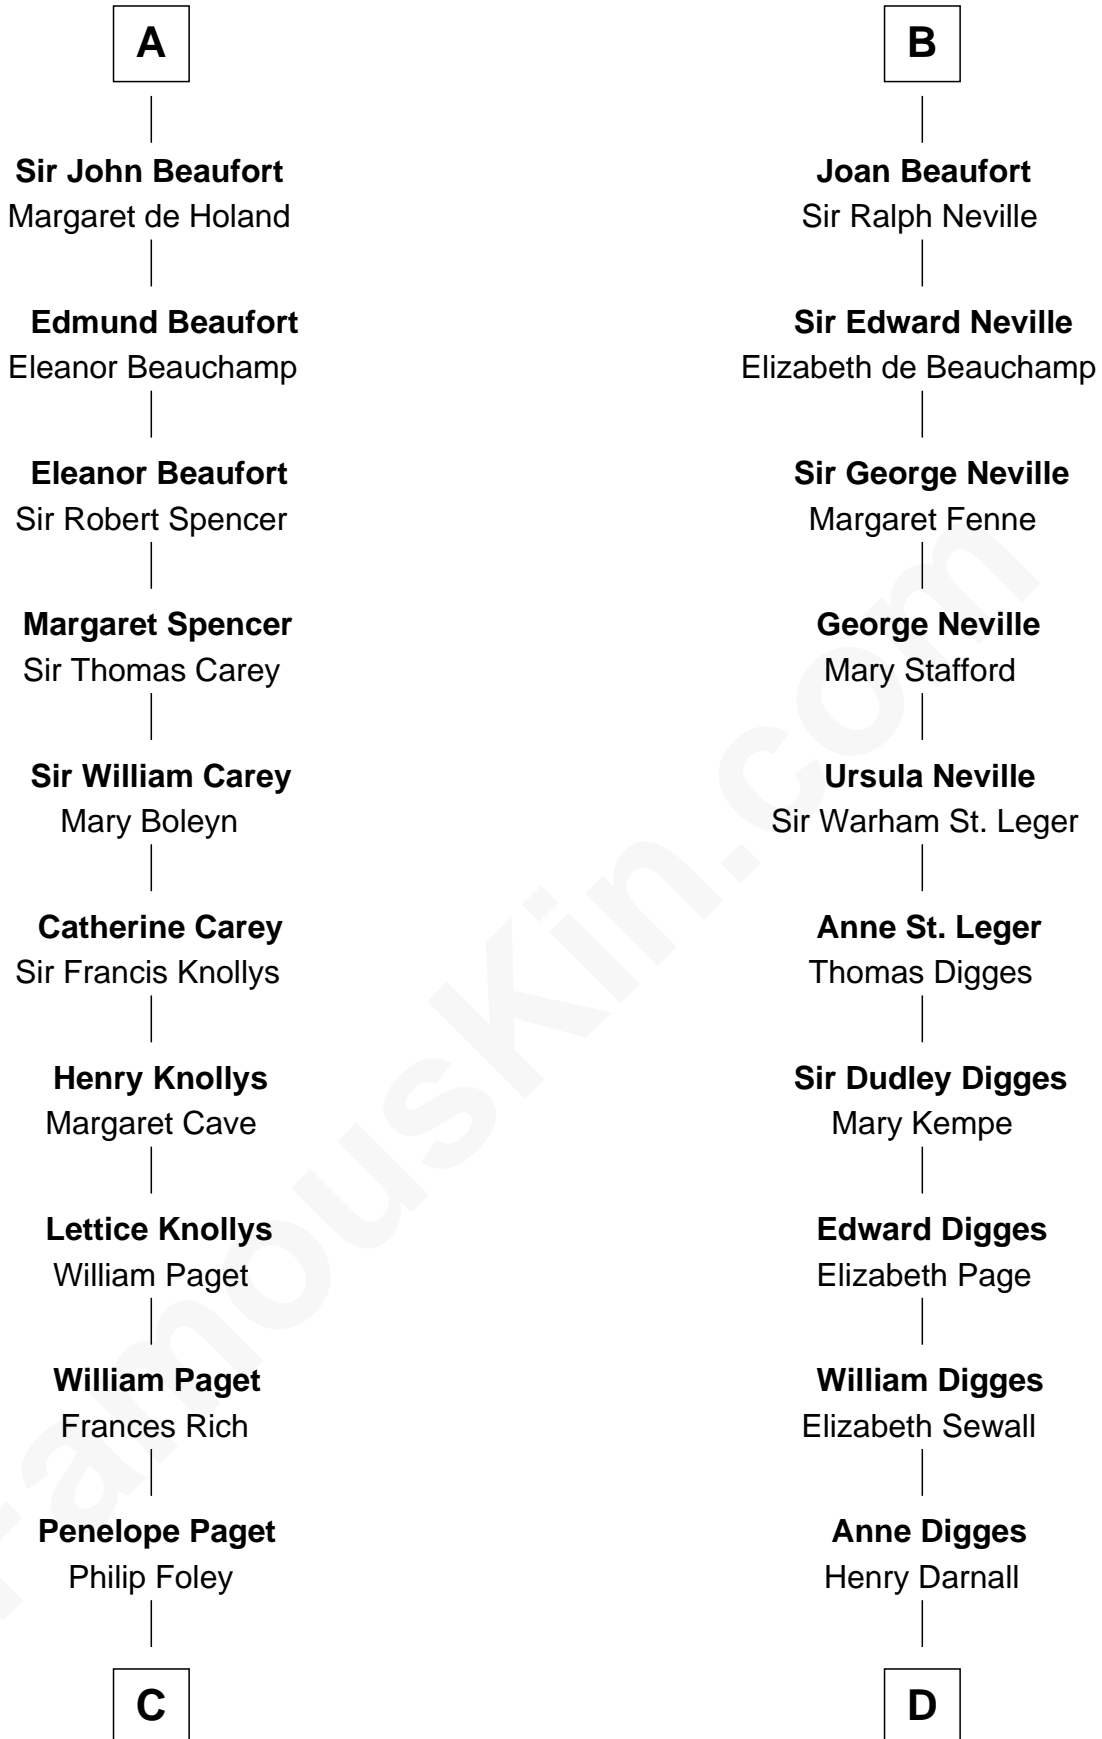 A
Sir John Beaufort
Margaret de Holand
Edmund Beaufort
Eleanor Beauchamp
Eleanor Beaufort
Sir Robert Spencer
Margaret Spencer
Sir Thomas Carey
Sir William Carey
Mary Boleyn
Catherine Carey
Sir Francis Knollys
Henry Knollys
Margaret Cave
Lettice Knollys
William Paget
William Paget
Frances Rich
Penelope Paget
Philip Foley
C
B
Joan Beaufort
Sir Ralph Neville
Sir Edward Neville
Elizabeth de Beauchamp
Sir George Neville
Margaret Fenne
George Neville
Mary Stafford
Ursula Neville
Sir Warham St. Leger
Anne St. Leger
Thomas Digges
Sir Dudley Digges
Mary Kempe
Edward Digges
Elizabeth Page
William Digges
Elizabeth Sewall
Anne Digges
Henry Darnall
D
FamousKin.com